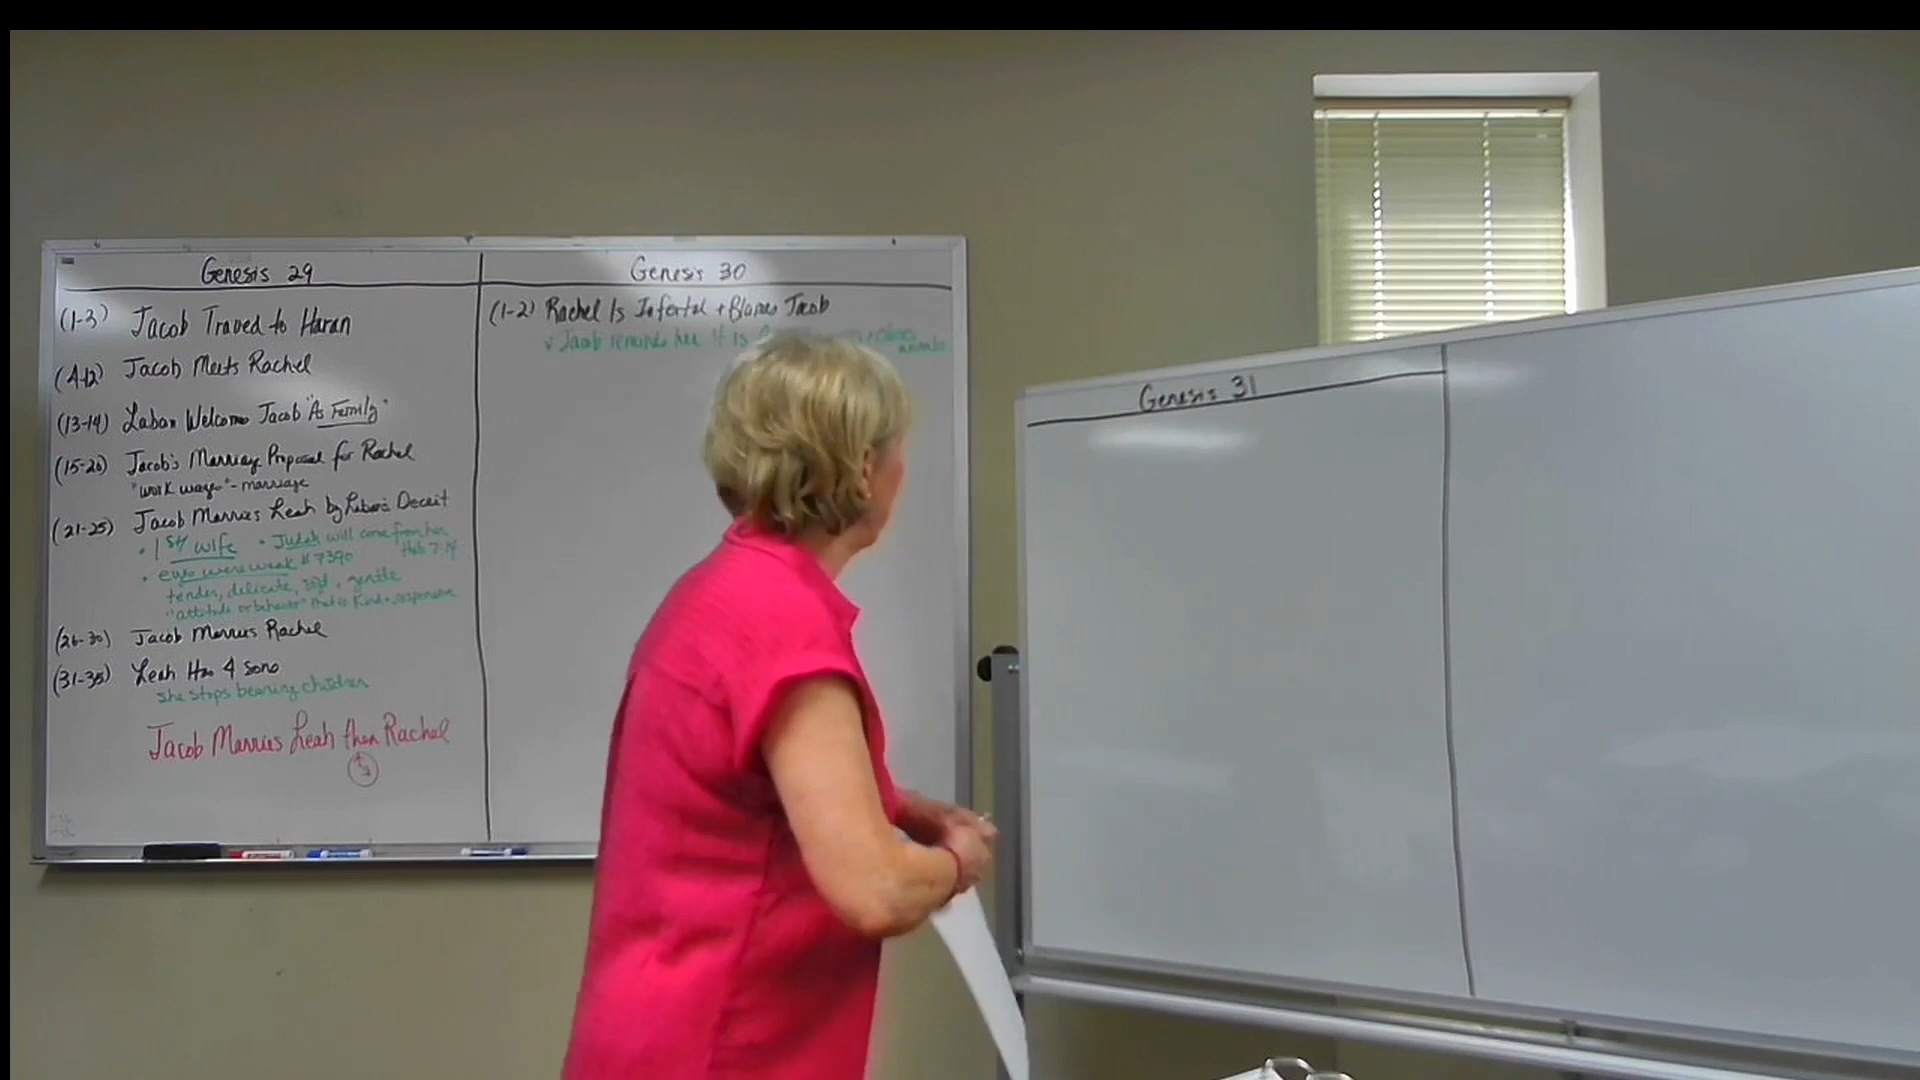 Genesis 29
(1-3) Jacob Traved to Haran
(4-12) Jacob Meets Rachel
(13-14) Laban Welcomes Jacob "As Family"
(15-20) Jacob's Marriage Proposal for Rachel
"work wages" - marriage
(21-25) Jacob Marries Leah by Laban's Deceit
• 1st wife • Judah will come from her
Heb 7:14
• eyes were weak # 7390
tender, delicate, soft, gentle
"attitude or behavior" that is kind + responsive
(26-30) Jacob Marries Rachel
(31-35) Leah Has 4 sons
she stops bearing children
Jacob Marries Leah then Rachel
Genesis 30
(1-2) Rachel Is Infertal + Blames Jacob
Jacob reminds her it is
Genesis 31